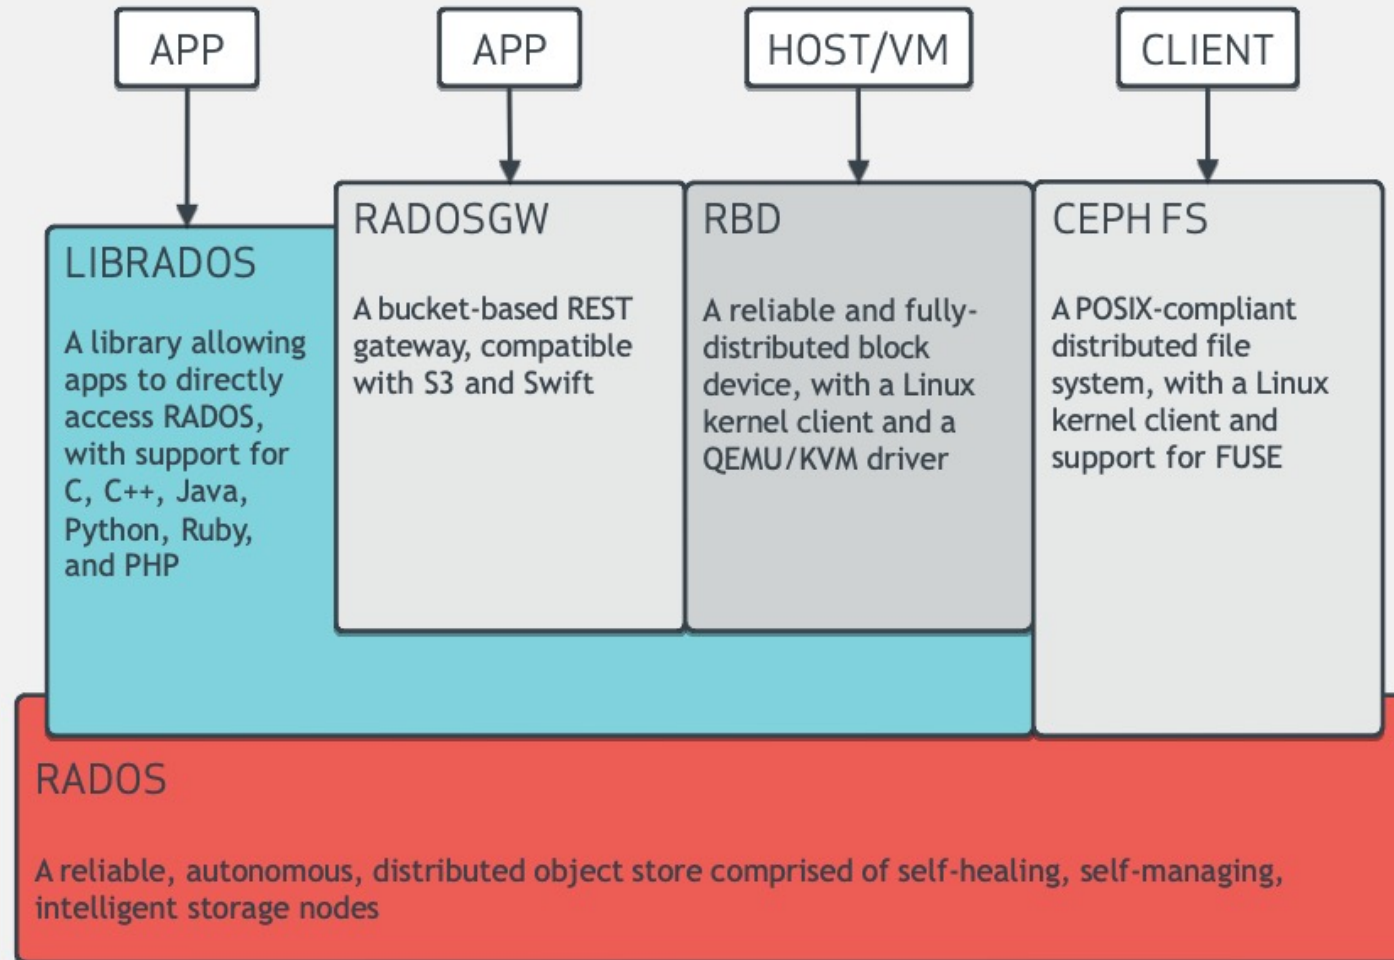 APP
APP
HOST/VM
CLIENT
LIBRADOS
A library allowing
apps to directly
access RADOS,
with support for
C, C++, Java,
Python, Ruby,
and PHP
RADOSGW
A bucket-based REST
gateway, compatible
with S3 and Swift
RBD
A reliable and fully-
distributed block
device, with a Linux
kernel client and a
QEMU/KVM driver
CEPH FS
A POSIX-compliant
distributed file
system, with a Linux
kernel client and
support for FUSE
RADOS
A reliable, autonomous, distributed object store comprised of self-healing, self-managing,
intelligent storage nodes